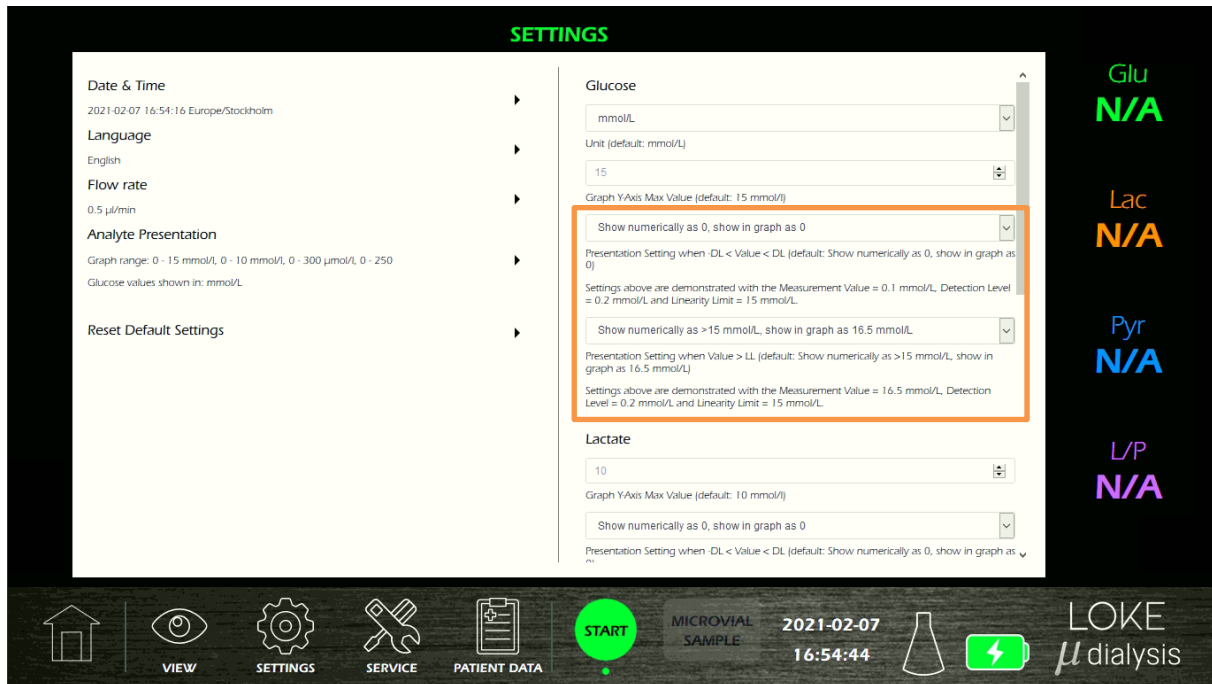 SETTINGS
Date & Time
2021-02-07 16:54:16 Europe/Stockholm
Language
English
Flow rate
0.5 µl/min
Analyte Presentation
Graph range: 0 - 15 mmol/l, 0 - 10 mmol/l, 0 - 300 µmol/l, 0 - 250
Glucose values shown in: mmol/L
Reset Default Settings
Glucose
mmol/L
Unit (default: mmol/L)
15
Graph Y-Axis Max Value (default: 15 mmol/l)
Show numerically as 0, show in graph as 0
Presentation Setting when -DL < Value < DL (default: Show numerically as 0, show in graph as
0)
Settings above are demonstrated with the Measurement Value = 0.1 mmol/L, Detection Level
= 0.2 mmol/L and Linearity Limit = 15 mmol/L.
Show numerically as >15 mmol/L, show in graph as 16.5 mmol/L
Presentation Setting when Value > LL (default: Show numerically as >15 mmol/L, show in
graph as 16.5 mmol/L)
Settings above are demonstrated with the Measurement Value = 16.5 mmol/L, Detection
Level = 0.2 mmol/L and Linearity Limit = 15 mmol/L.
Lactate
10
Graph Y-Axis Max Value (default: 10 mmol/l)
Show numerically as 0, show in graph as 0
Presentation Setting when -DL < Value < DL (default: Show numerically as 0, show in graph as
Glu
N/A
Lac
N/A
Pyr
N/A
L/P
N/A
VIEW
SETTINGS
SERVICE
PATIENT DATA
START
MICROVIAL
SAMPLE
2021-02-07
16:54:44
LOKE
µ dialysis